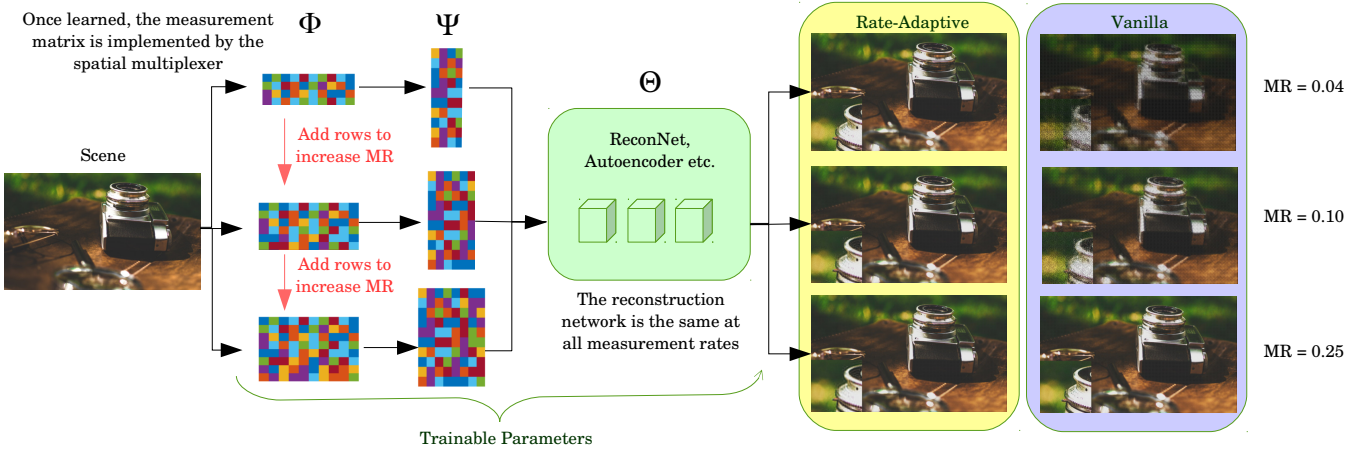 Once learned, the measurement
matrix is implemented by the
spatial multiplexer
Φ
Ψ
Scene
Add rows to
increase MR
Add rows to
increase MR
Θ
ReconNet,
Autoencoder etc.
The reconstruction
network is the same at
all measurement rates
Trainable Parameters
Rate-Adaptive
Vanilla
MR = 0.04
MR = 0.10
MR = 0.25